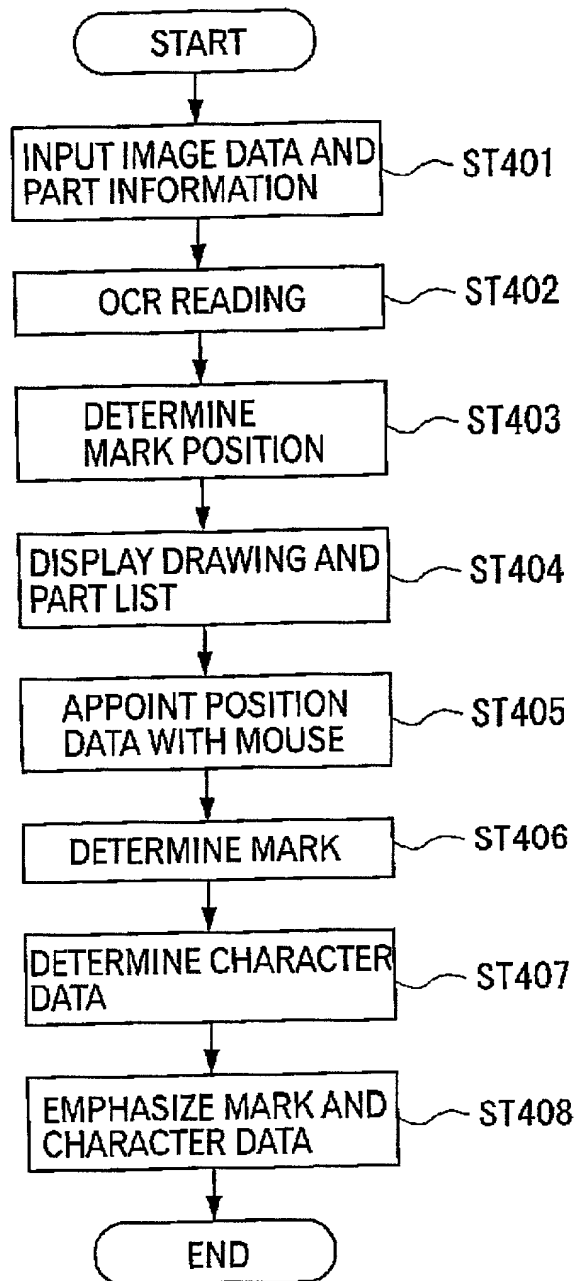 START
INPUT IMAGE DATA AND
PART INFORMATION
ST401
OCR READING
ST402
DETERMINE
MARK POSITION
ST403
DISPLAY DRAWING AND
PART LIST
ST404
APPOINT POSITION
DATA WITH MOUSE
ST405
DETERMINE MARK
ST406
DETERMINE CHARACTER
DATA
ST407
EMPHASIZE MARK AND
CHARACTER DATA
ST408
END